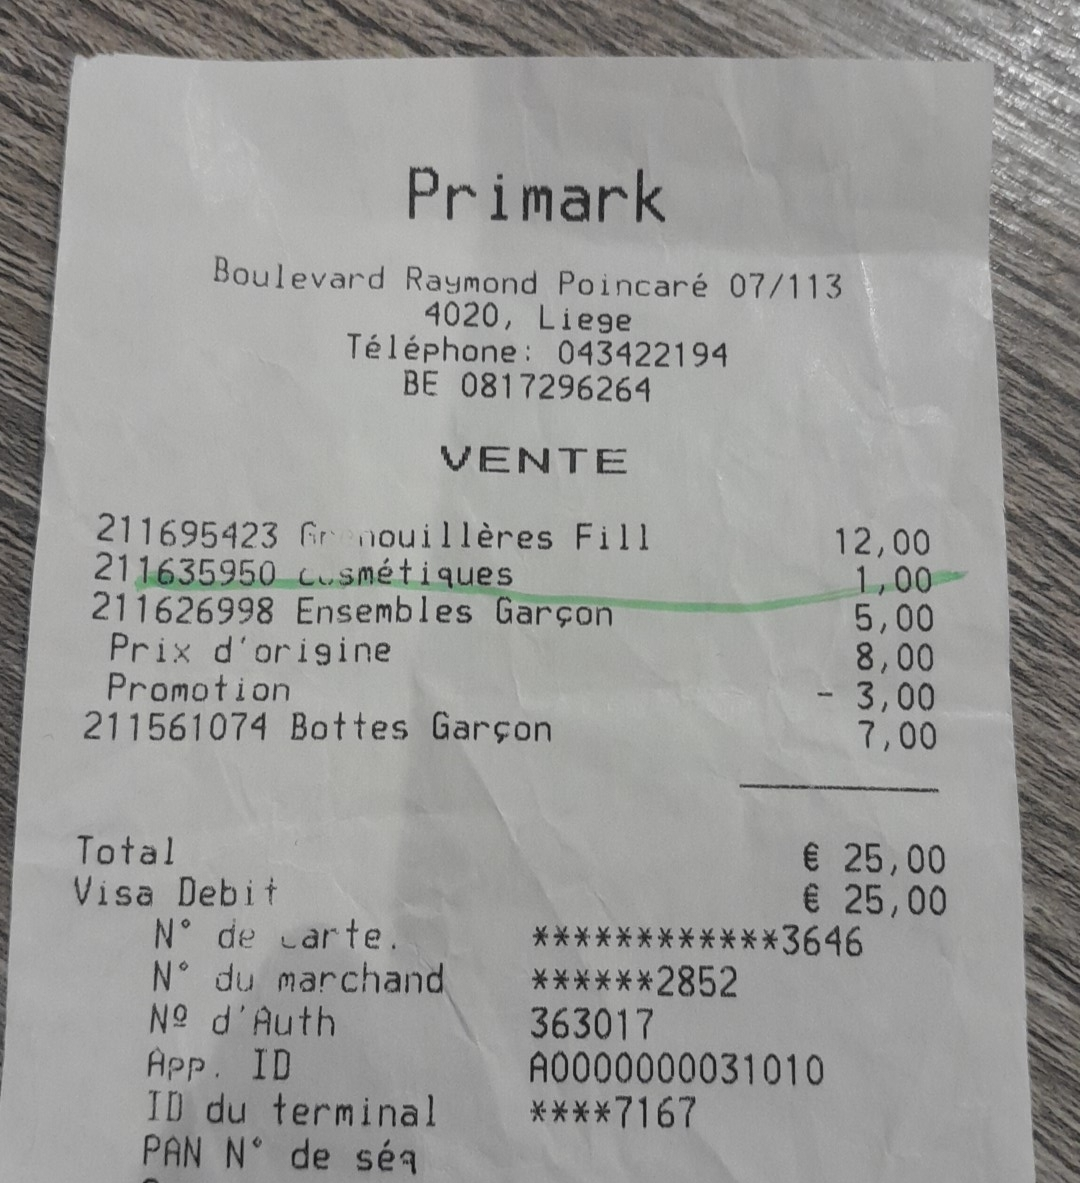 Primark
Boulevard Raymond Poincaré 07/113
4020, Liege
Téléphone: 043422194
BE 0817296264
VENTE
211695423 Grenouillères Fill 12,00
211635950 Cosmétiques 1,00
211626998 Ensembles Garçon 5,00
Prix d'origine 8,00
Promotion - 3,00
211561074 Bottes Garçon 7,00
Total € 25,00
Visa Debit € 25,00
N° de carte. ************3646
N° du marchand ******2852
Nº d'Auth 363017
App. ID A0000000031010
ID du terminal ****7167
PAN N° de séq